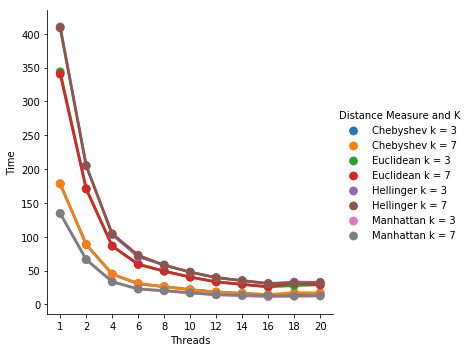 400
350
300
250
200
150
100
50
0
Time
1 2 4 6 8 10 12 14 16 18 20
Threads
Distance Measure and K
Chebyshev k = 3
Chebyshev k = 7
Euclidean k = 3
Euclidean k = 7
Hellinger k = 3
Hellinger k = 7
Manhattan k = 3
Manhattan k = 7